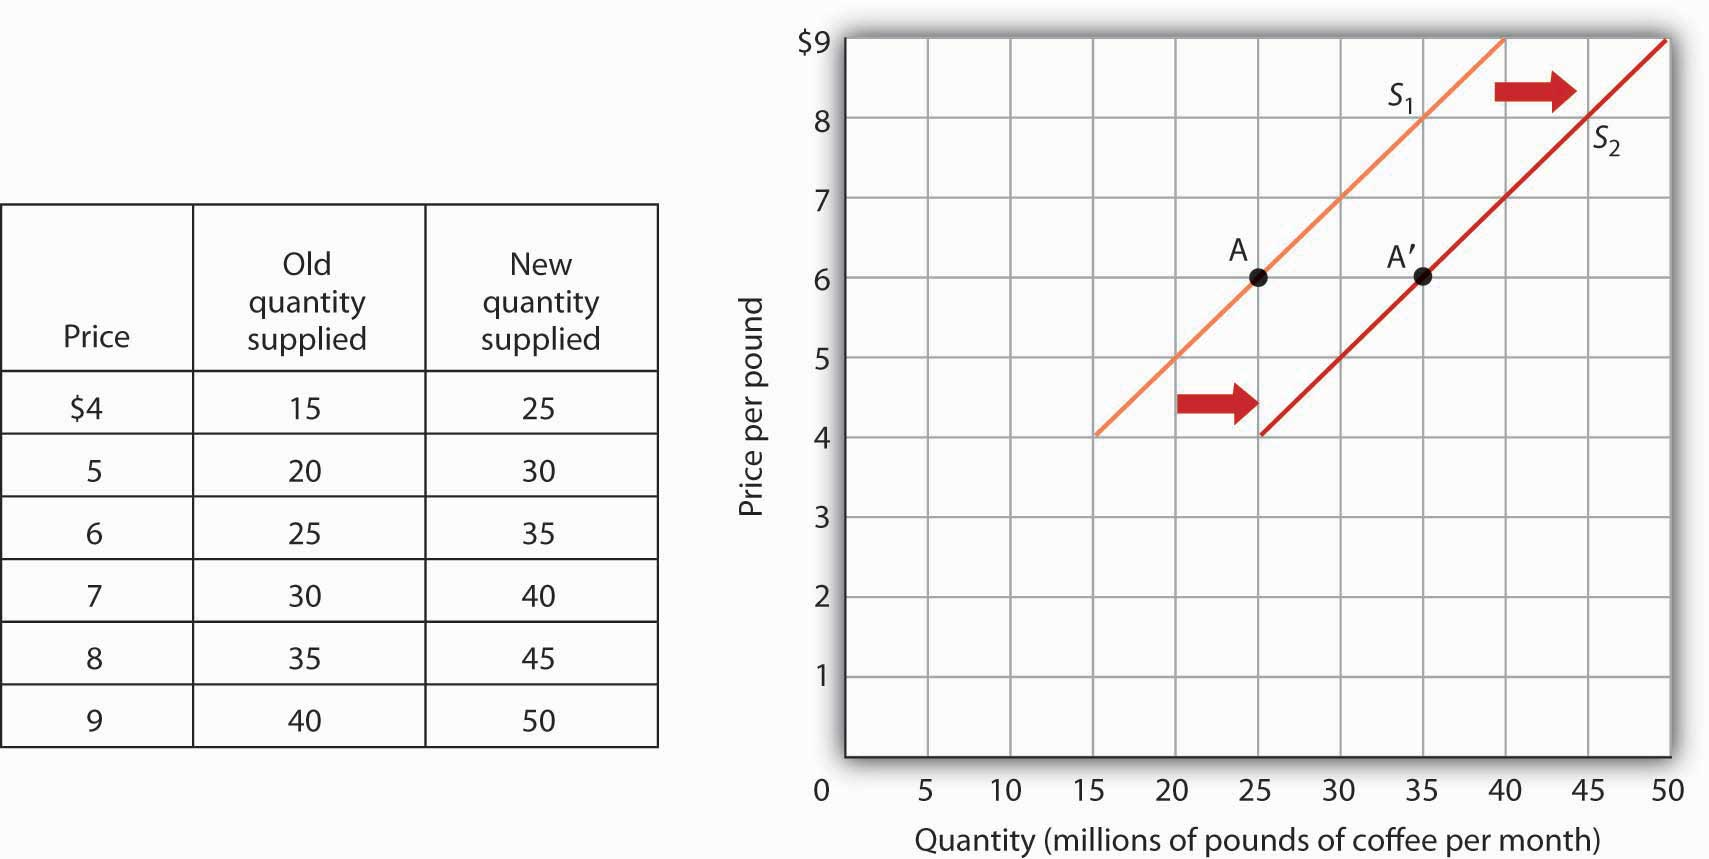 Price
Old
quantity
supplied
New
quantity
supplied
$4 15 25
5 20 30
6 25 35
7 30 40
8 35 45
9 40 50
Price per pound
$9
8
7
6
5
4
3
2
1
S1
S2
A
A′
0 5 10 15 20 25 30 35 40 45 50
Quantity (millions of pounds of coffee per month)